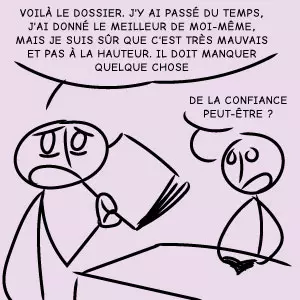 VOILÀ LE DOSSIER. J'Y AI PASSÉ DU TEMPS,
J'AI DONNÉ LE MEILLEUR DE MOI-MÊME,
MAIS JE SUIS SÛR QUE C'EST TRÈS MAUVAIS
ET PAS À LA HAUTEUR. IL DOIT MANQUER
QUELQUE CHOSE
DE LA CONFIANCE
PEUT-ÊTRE ?